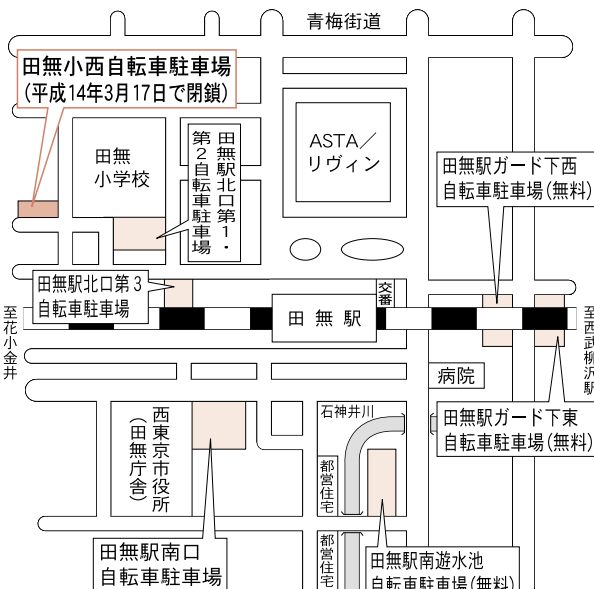 青梅街道
田無小西自転車駐車場
(平成14年3月17日で閉鎖)
田無
小学校
田無駅北口第1・
第2自転車駐車場
ASTA／
リヴィン
田無駅ガード下西
自転車駐車場(無料)
田無駅北口第3
自転車駐車場
交番
田無駅
至花小金井
至西武柳沢駅
病院
西東京市役所
(田無庁舎)
石神井川
都営住宅
田無駅ガード下東
自転車駐車場(無料)
都営住宅
田無駅南口
自転車駐車場
田無駅南遊水池
自転車駐車場(無料)